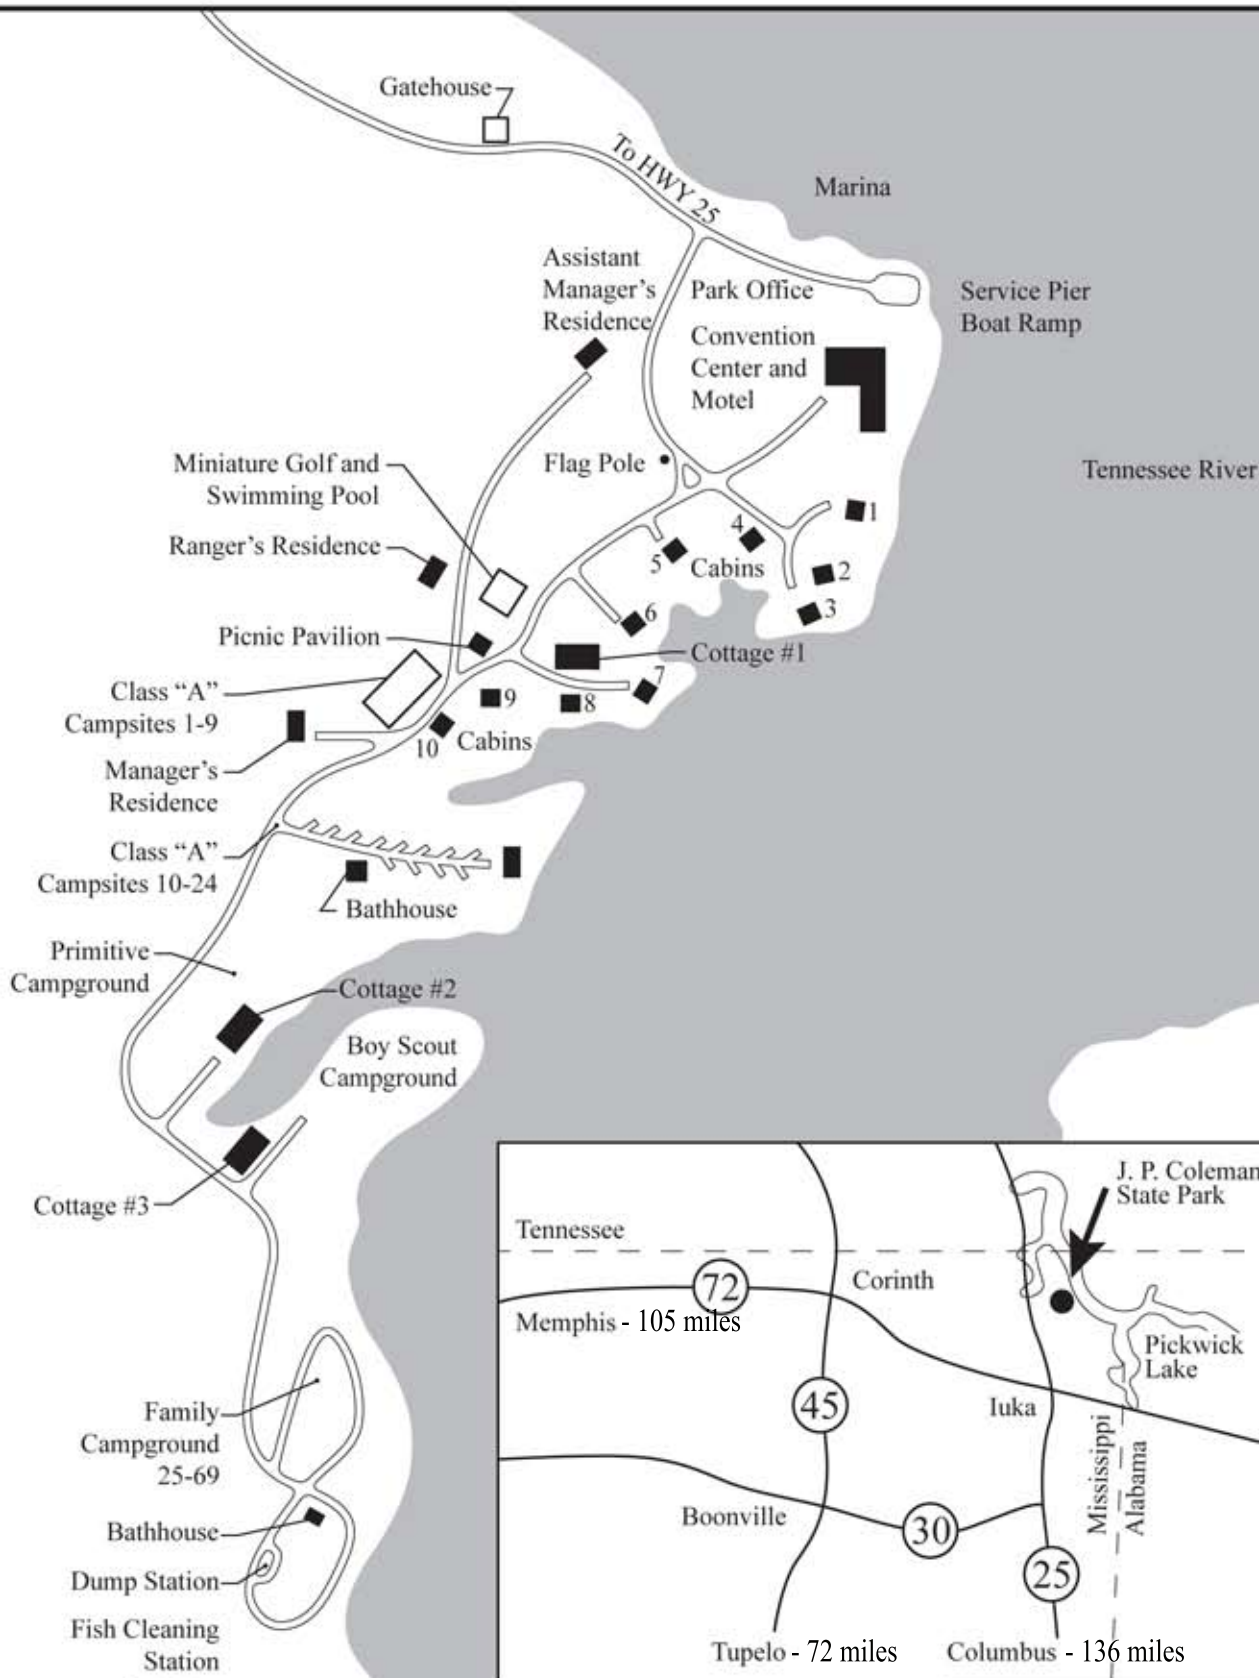 Gatehouse
To HWY 25
Marina
Assistant
Manager's
Residence
Park Office
Service Pier
Boat Ramp
Convention
Center and
Motel
Miniature Golf and
Swimming Pool
Flag Pole
Tennessee River
1
4
Ranger's Residence
5
Cabins
2
3
6
Picnic Pavilion
Cottage #1
7
Class “A”
Campsites 1-9
9
8
10
Cabins
Manager's
Residence
Class “A”
Campsites 10-24
Bathhouse
Primitive
Campground
Cottage #2
Boy Scout
Campground
Cottage #3
Family
Campground
25-69
Bathhouse
Dump Station
Fish Cleaning
Station
J. P. Coleman
State Park
Tennessee
72
Corinth
Memphis - 105 miles
Pickwick
Lake
45
Iuka
Mississippi
Alabama
Boonville
30
25
Tupelo - 72 miles
Columbus - 136 miles